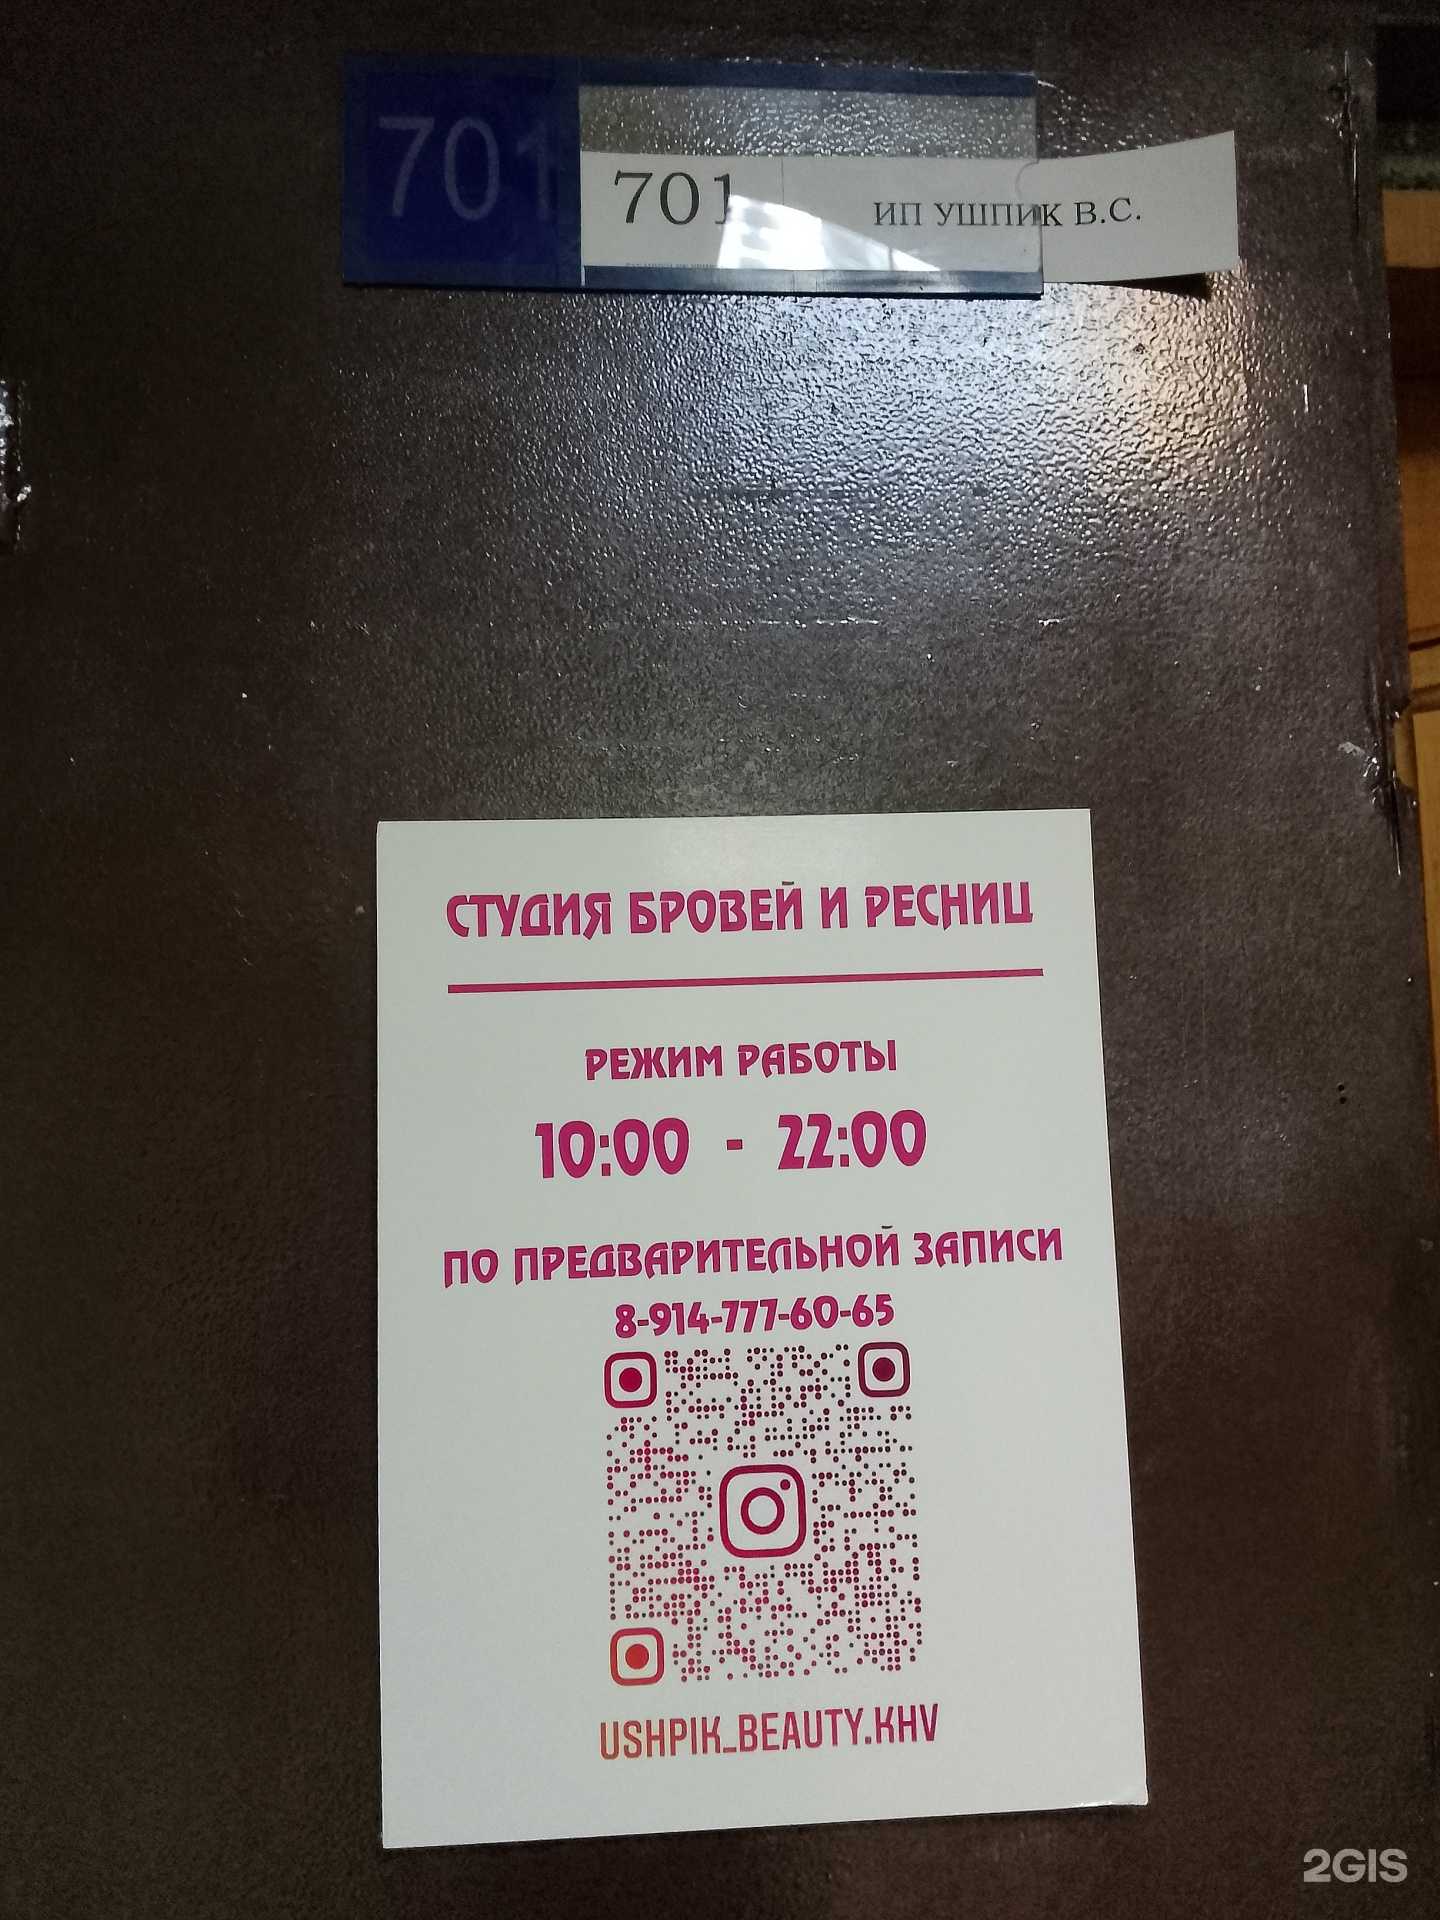 701
701 ИП УШПИК В.С.
СТУДИЯ БРОВЕЙ И РЕСНИЦ
РЕЖИМ РАБОТЫ
10:00 - 22:00
ПО ПРЕДВАРИТЕЛЬНОЙ ЗАПИСИ
8-914-777-60-65
USHPIK_BEAUTY.KHV
2GIS